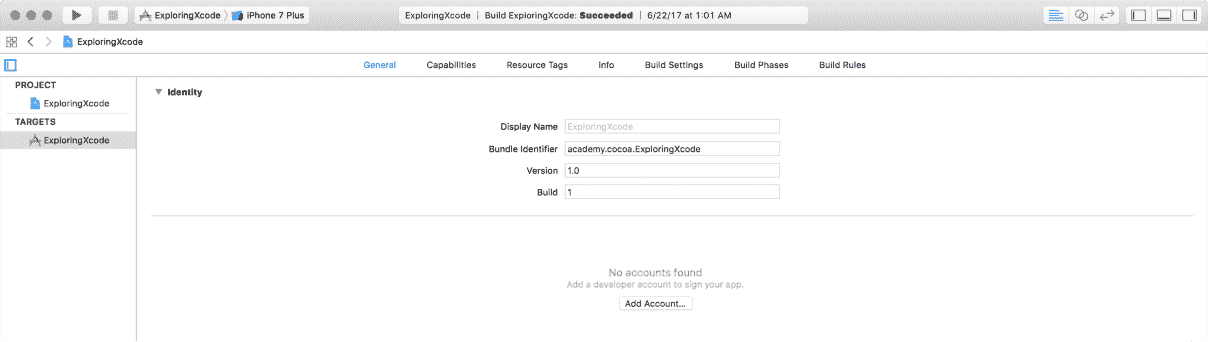 ExploringXcode 〉 iPhone 7 Plus
ExploringXcode | Build ExploringXcode: Succeeded | 6/22/17 at 1:01 AM
ExploringXcode
General Capabilities Resource Tags Info Build Settings Build Phases Build Rules
PROJECT
ExploringXcode
TARGETS
ExploringXcode
Identity
Display Name ExploringXcode
Bundle Identifier academy.cocoa.ExploringXcode
Version 1.0
Build 1
No accounts found
Add a developer account to sign your app.
Add Account...